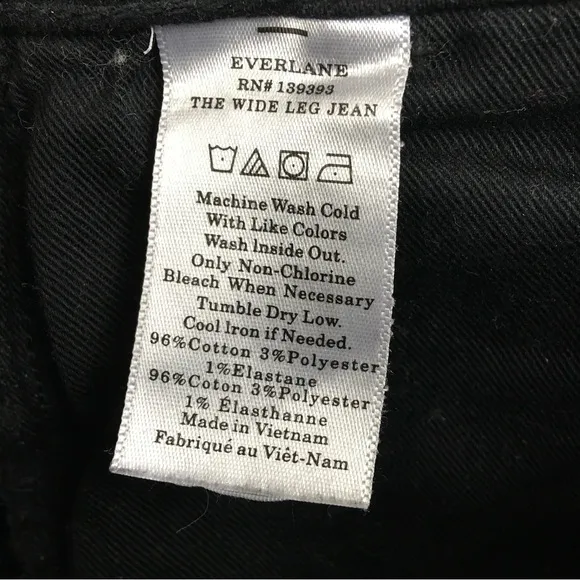 EVERLANE
RN# 139393
THE WIDE LEG JEAN
Machine Wash Cold
With Like Colors
Wash Inside Out.
Only Non-Chlorine
Bleach When Necessary
Tumble Dry Low.
Cool Iron if Needed.
96%Cotton 3%Polyester
1%Elastane
96%Coton 3%Polyester
1% Élasthanne
Made in Vietnam
Fabriqué au Viêt-Nam